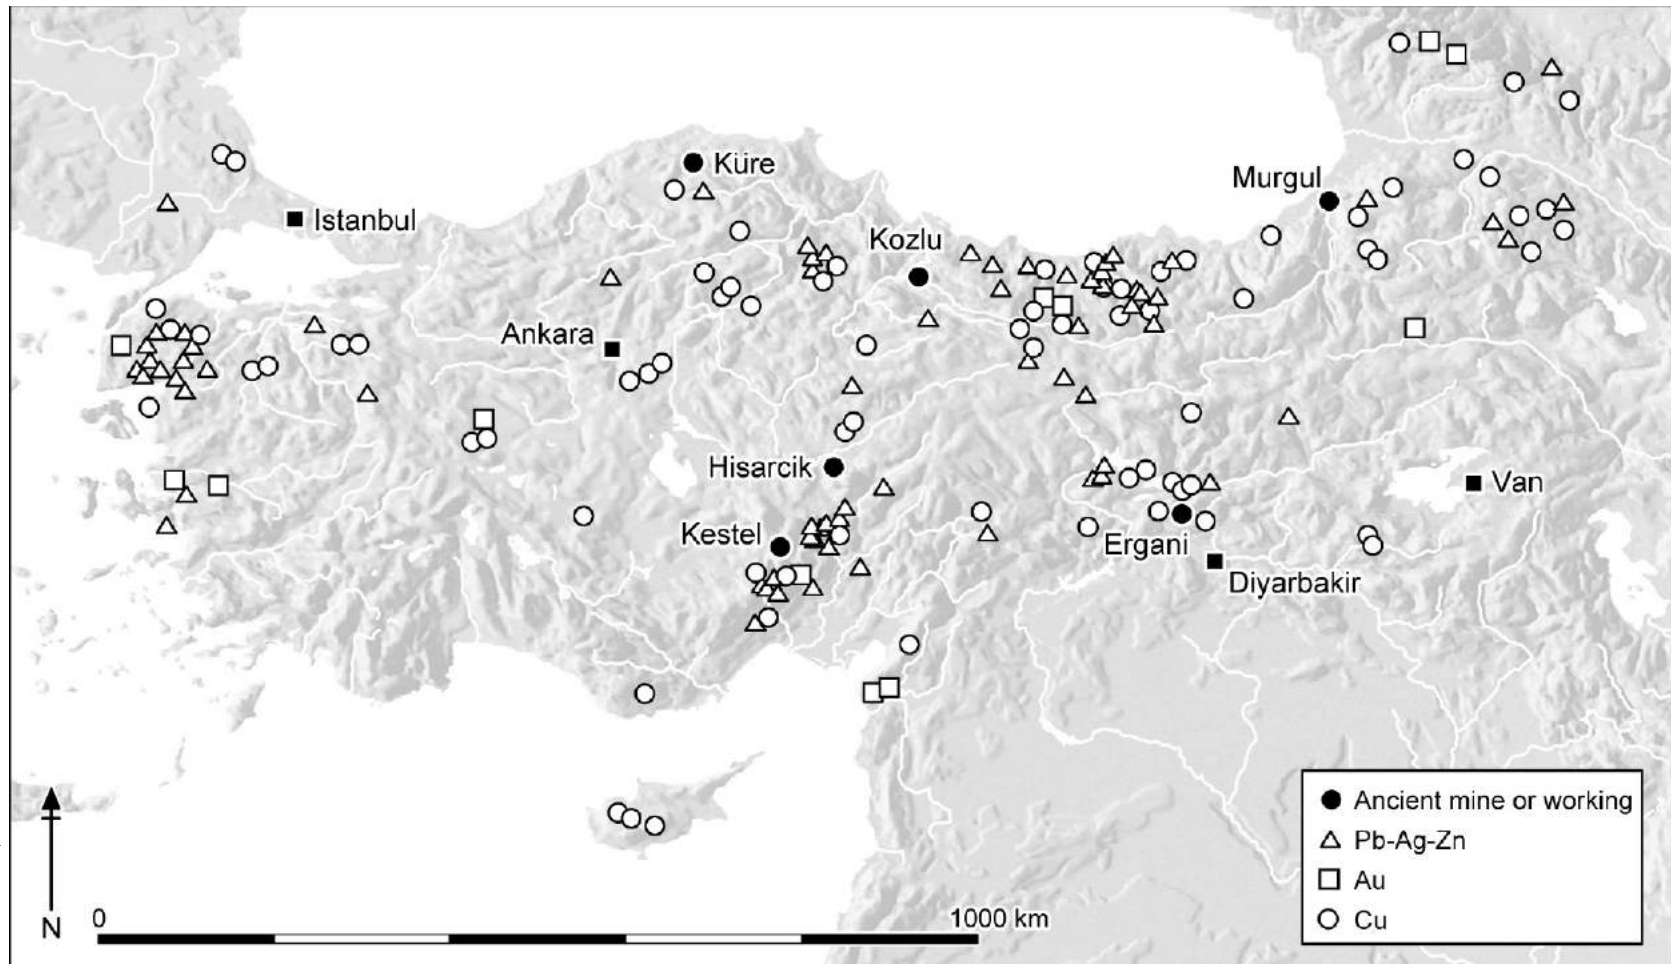 Küre
Murgul
Istanbul
Kozlu
Ankara
Hisarcik
Van
Kestel
Ergani
Diyarbakir
Ancient mine or working
Pb-Ag-Zn
Au
Cu
N
0
1000 km